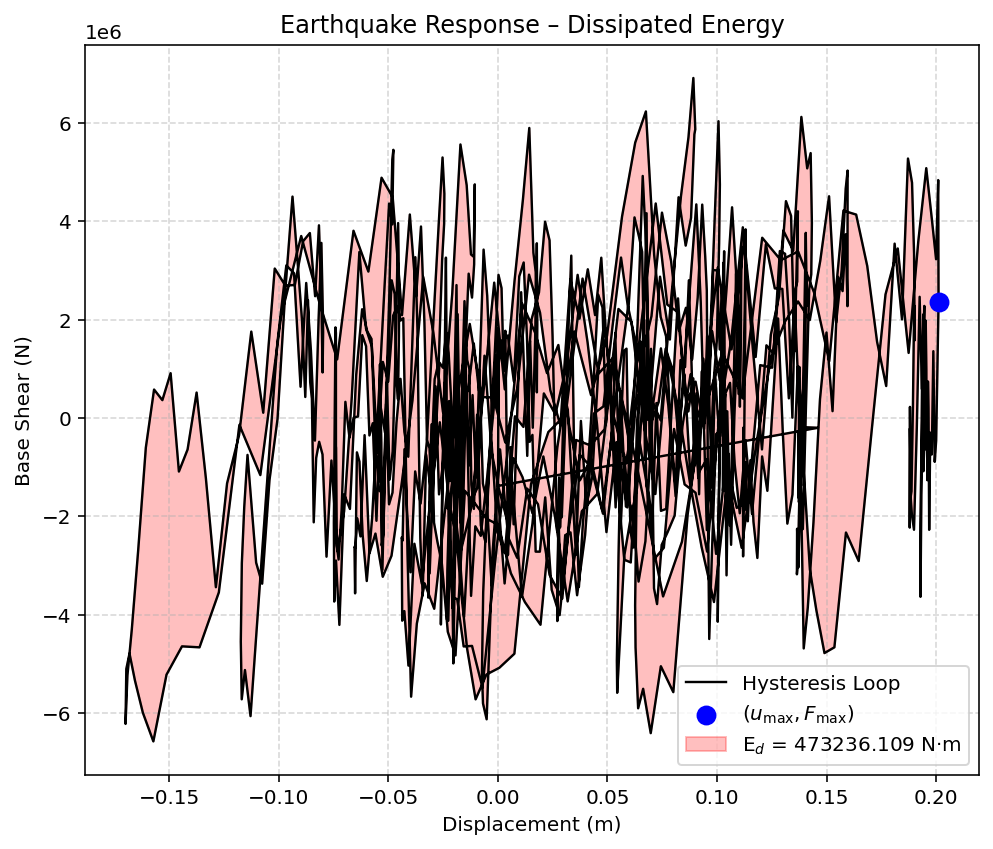 Earthquake Response – Dissipated Energy
1e6
6
4
2
0
−2
−4
−6
Base Shear (N)
−0.15 −0.10 −0.05 0.00 0.05 0.10 0.15 0.20
Displacement (m)
Hysteresis Loop
(u_max, F_max)
E_d = 473236.109 N·m